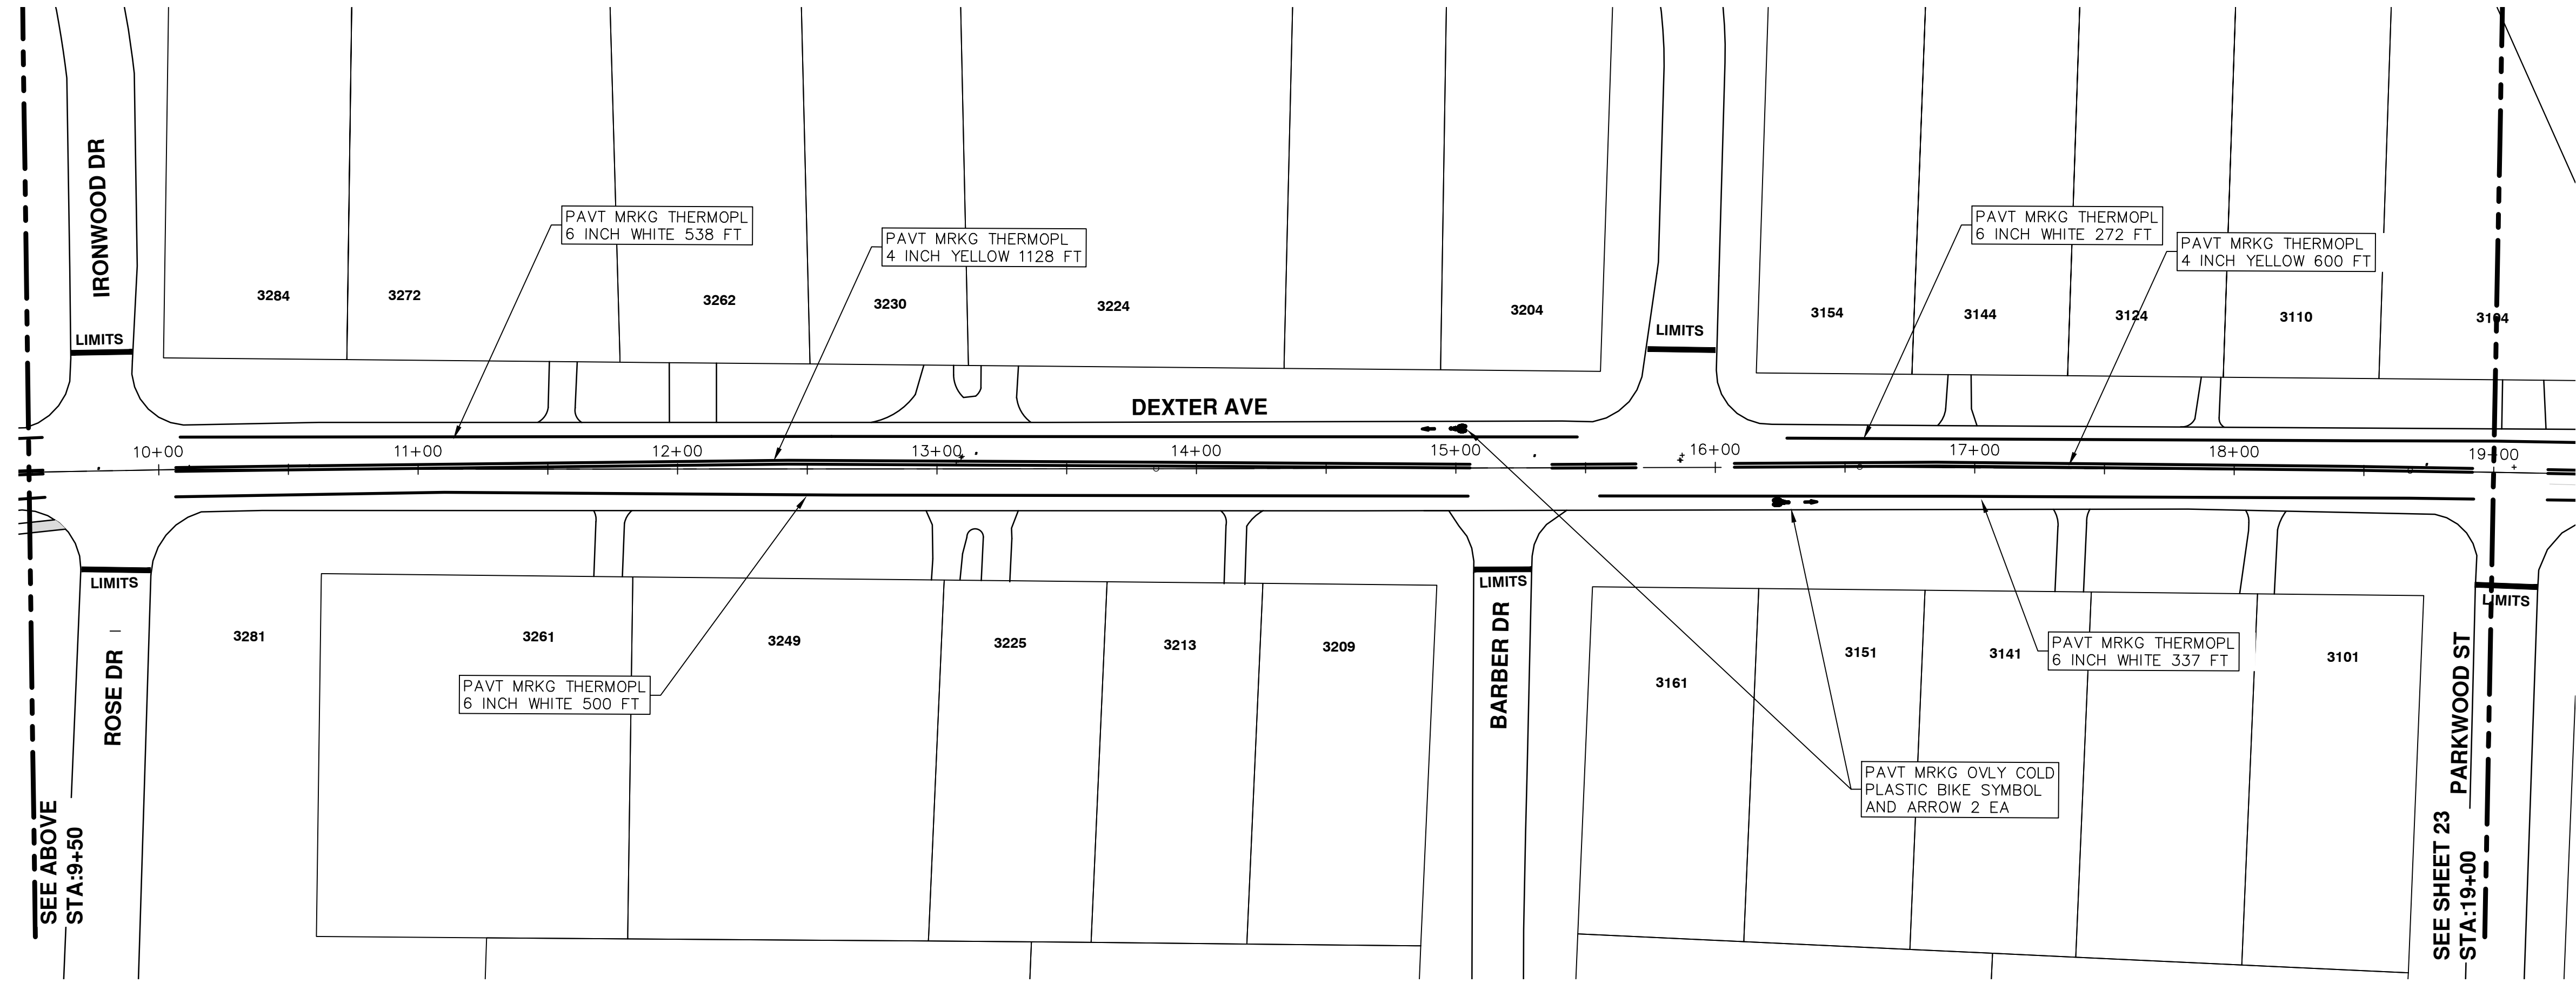 IRONWOOD DR
LIMITS
3284
3272
PAVT MRKG THERMOPL
6 INCH WHITE 538 FT
3262
PAVT MRKG THERMOPL
4 INCH YELLOW 1128 FT
3230
3224
3204
LIMITS
3154
PAVT MRKG THERMOPL
6 INCH WHITE 272 FT
3144
PAVT MRKG THERMOPL
4 INCH YELLOW 600 FT
3124
3110
3104
DEXTER AVE
10+00
11+00
12+00
13+00
14+00
15+00
16+00
17+00
18+00
19+00
LIMITS
ROSE DR
3281
3261
3249
3225
3213
3209
PAVT MRKG THERMOPL
6 INCH WHITE 500 FT
LIMITS
BARBER DR
3161
3151
3141
PAVT MRKG THERMOPL
6 INCH WHITE 337 FT
3101
LIMITS
PARKWOOD ST
PAVT MRKG OVLY COLD
PLASTIC BIKE SYMBOL
AND ARROW 2 EA
SEE ABOVE
STA:9+50
SEE SHEET 23
STA:19+00